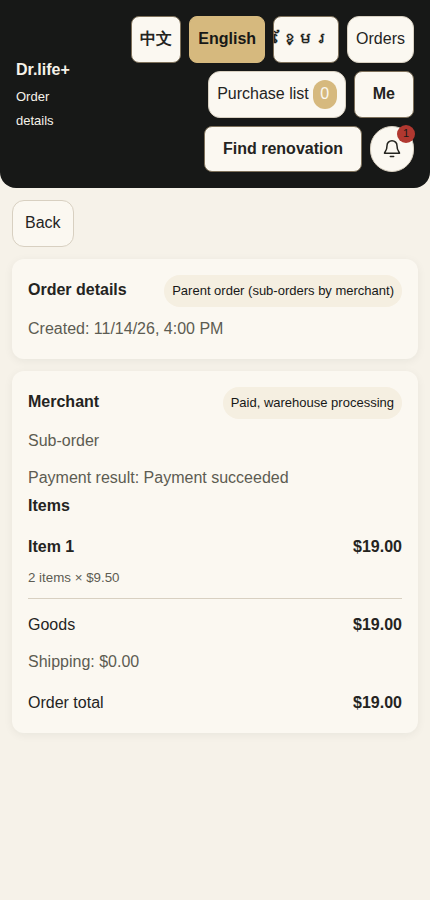 中文
English
ខ្មែរ
Orders
Dr.life+
Order
details
Purchase list 0
Me
Find renovation
1
Back
Order details
Parent order (sub-orders by merchant)
Created: 11/14/26, 4:00 PM
Merchant
Paid, warehouse processing
Sub-order
Payment result: Payment succeeded
Items
Item 1 $19.00
2 items × $9.50
Goods $19.00
Shipping: $0.00
Order total $19.00